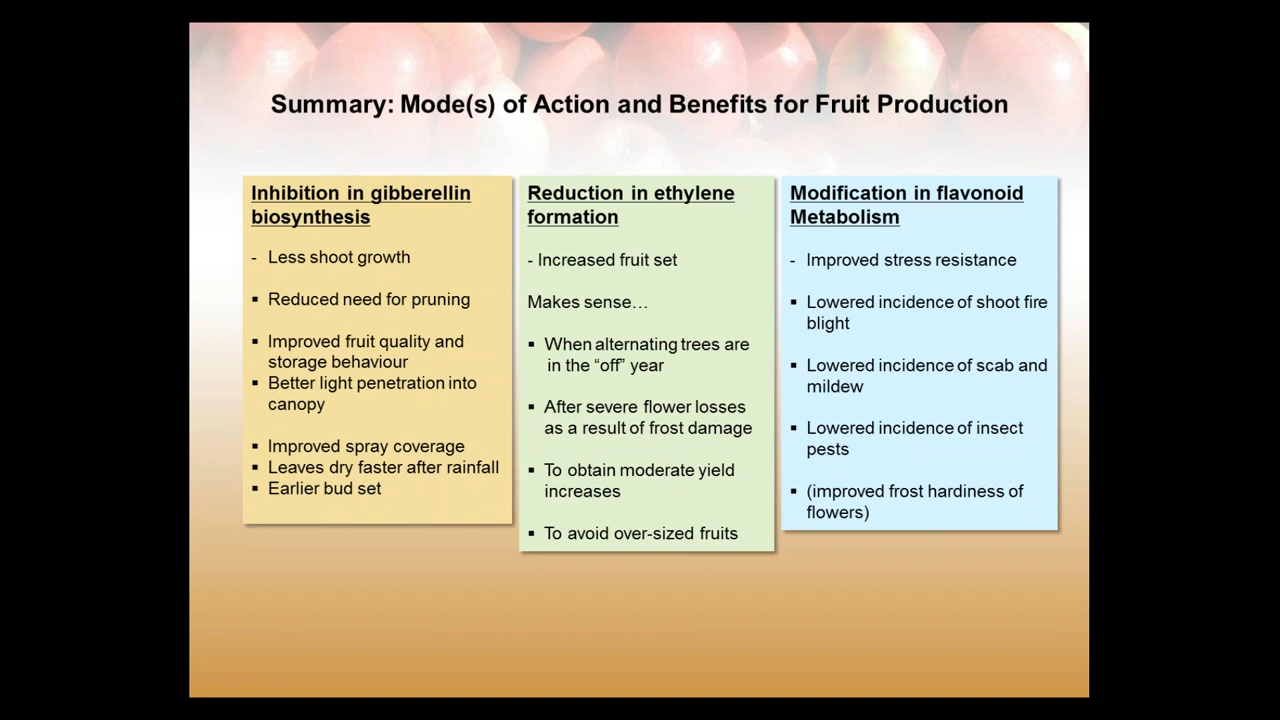 Summary: Mode(s) of Action and Benefits for Fruit Production
Inhibition in gibberellin
biosynthesis
- Less shoot growth
▪ Reduced need for pruning
▪ Improved fruit quality and
storage behaviour
▪ Better light penetration into
canopy
▪ Improved spray coverage
▪ Leaves dry faster after rainfall
▪ Earlier bud set
Reduction in ethylene
formation
- Increased fruit set
Makes sense…
▪ When alternating trees are
in the “off” year
▪ After severe flower losses
as a result of frost damage
▪ To obtain moderate yield
increases
▪ To avoid over-sized fruits
Modification in flavonoid
Metabolism
- Improved stress resistance
▪ Lowered incidence of shoot fire
blight
▪ Lowered incidence of scab and
mildew
▪ Lowered incidence of insect
pests
▪ (improved frost hardiness of
flowers)